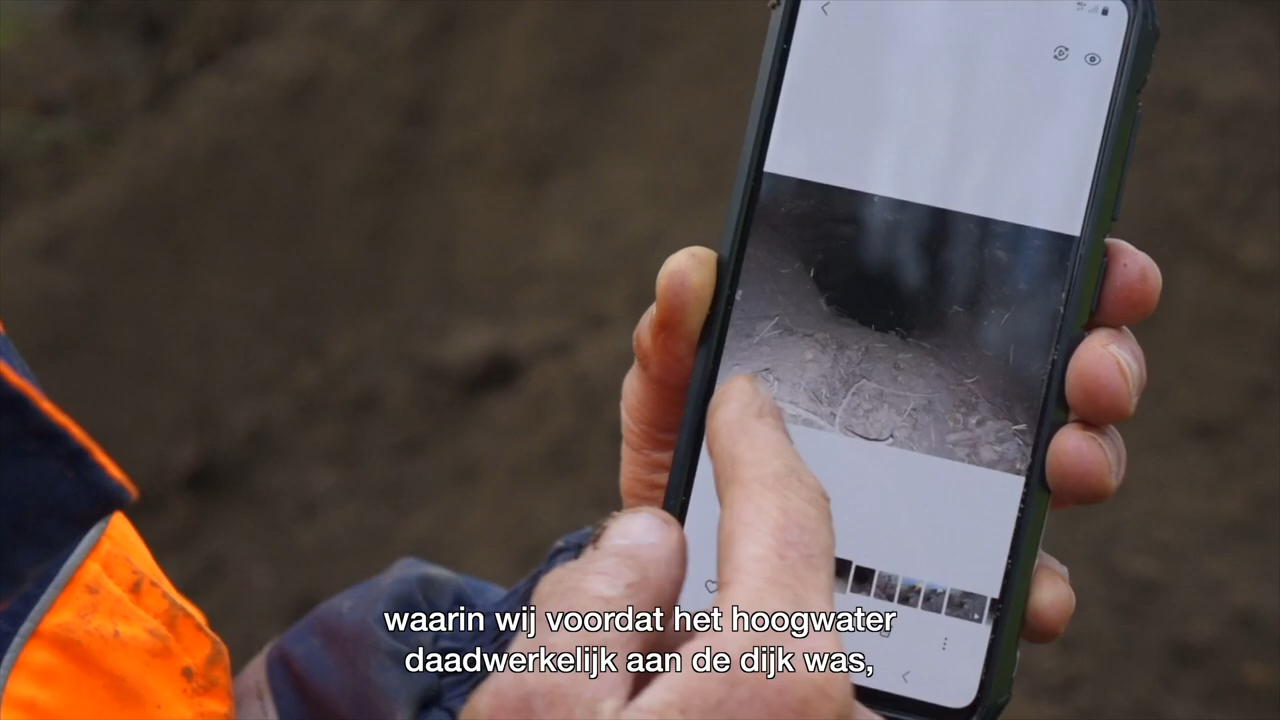 waarin wij voordat het hoogwater
daadwerkelijk aan de dijk was,